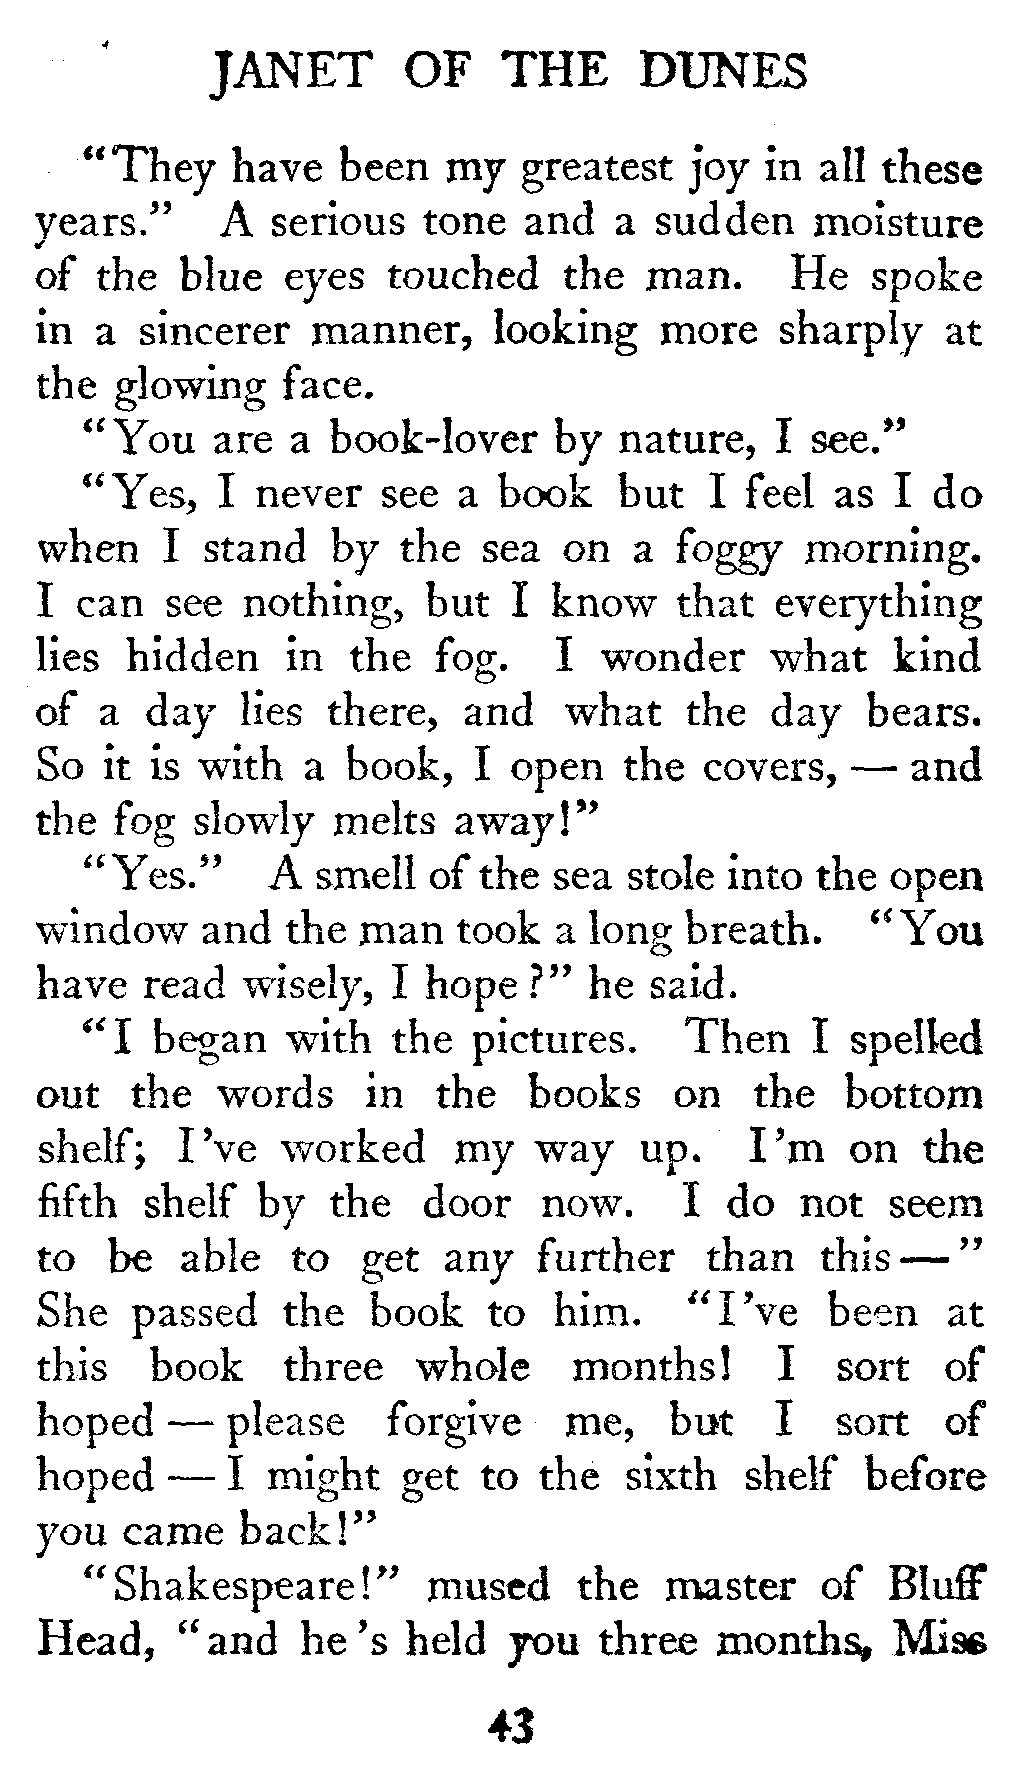 JANET OF THE DUNES
"They have been my greatest joy in all these
years." A serious tone and a sudden moisture
of the blue eyes touched the man. He spoke
in a sincerer manner, looking more sharply at
the glowing face.
"You are a book-lover by nature, I see."
"Yes, I never see a book but I feel as I do
when I stand by the sea on a foggy morning.
I can see nothing, but I know that everything
lies hidden in the fog. I wonder what kind
of a day lies there, and what the day bears.
So it is with a book, I open the covers, — and
the fog slowly melts away!"
"Yes." A smell of the sea stole into the open
window and the man took a long breath. "You
have read wisely, I hope?" he said.
"I began with the pictures. Then I spelled
out the words in the books on the bottom
shelf; I've worked my way up. I'm on the
fifth shelf by the door now. I do not seem
to be able to get any further than this—"
She passed the book to him. "I've been at
this book three whole months! I sort of
hoped — please forgive me, but I sort of
hoped — I might get to the sixth shelf before
you came back!"
"Shakespeare!" mused the master of Bluff
Head, "and he's held you three months, Miss
43